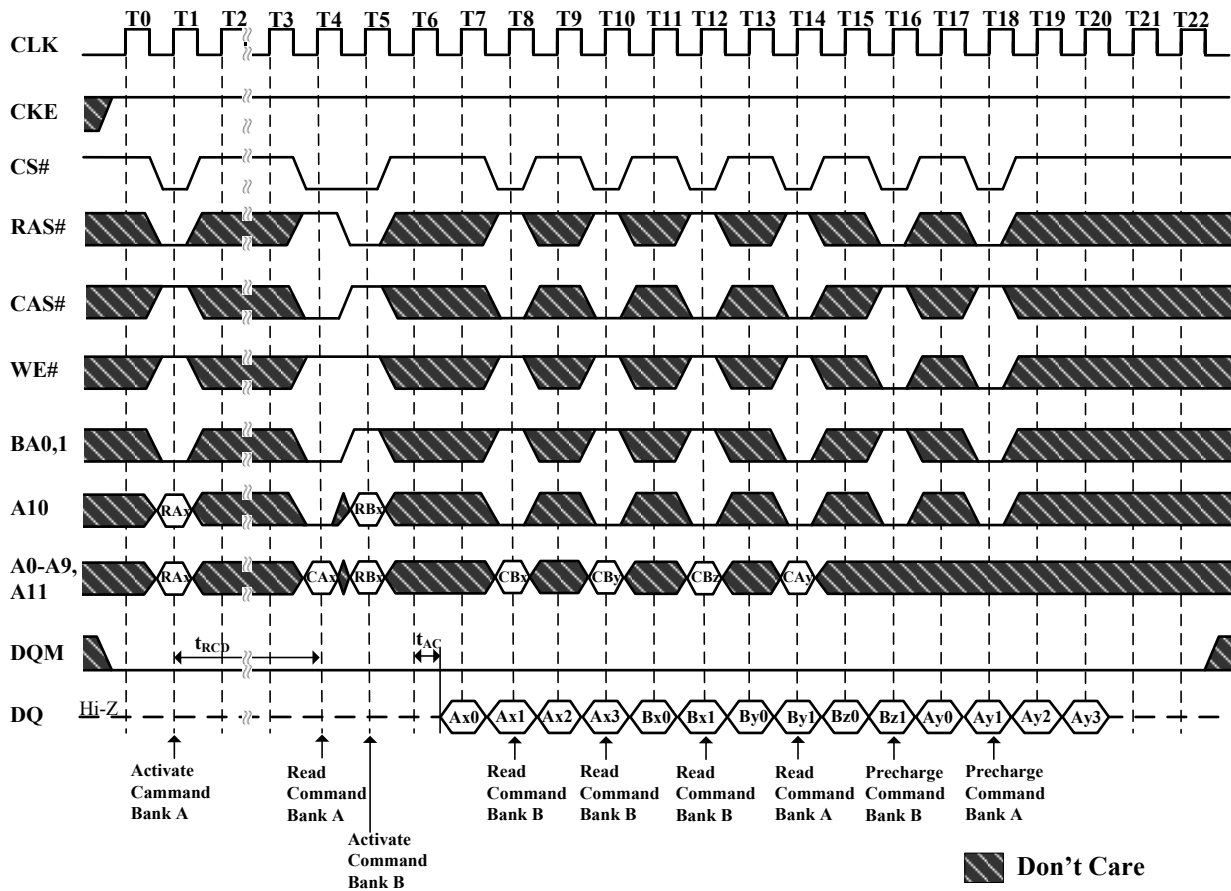 T0 T1 T2 T3 T4 T5 T6 T7 T8 T9 T10 T11 T12 T13 T14 T15 T16 T17 T18 T19 T20 T21 T22
CLK
CKE
CS#
RAS#
CAS#
WE#
BA0,1
A10 RAx RBx
A0-A9,
A11
RAx CAx RBx CBx CBy CBz CAy
DQM
tRCD tAC
DQ Hi-Z Ax0 Ax1 Ax2 Ax3 Bx0 Bx1 By0 By1 Bz0 Bz1 Ay0 Ay1 Ay2 Ay3
Activate
Cammand
Bank A
Read
Command
Bank A
Activate
Command
Bank B
Read
Command
Bank B
Read
Command
Bank B
Read
Command
Bank B
Read
Command
Bank A
Precharge
Command
Bank B
Precharge
Command
Bank A
Don't Care